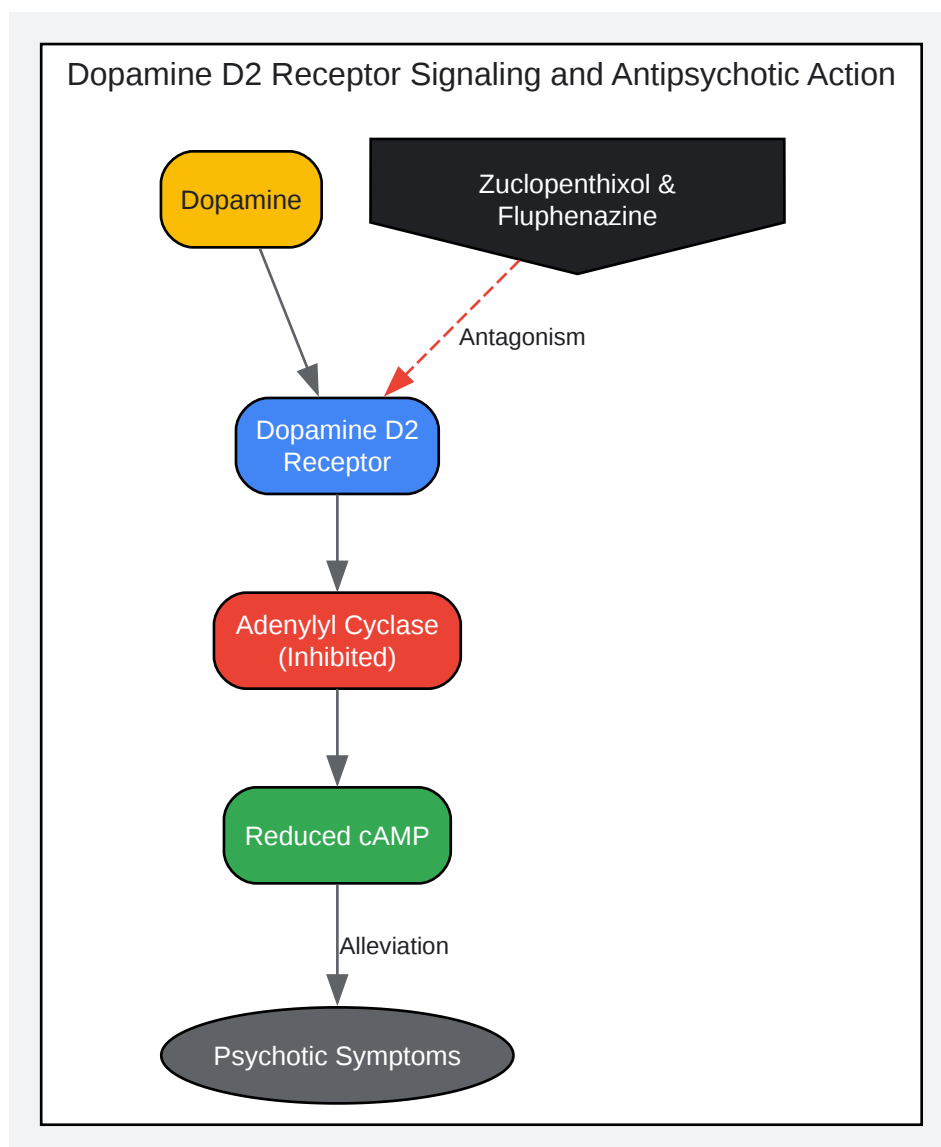 Dopamine D2 Receptor Signaling and Antipsychotic Action
Dopamine
Zuclopenthixol &
Fluphenazine
Antagonism
Dopamine D2
Receptor
Adenylyl Cyclase
(Inhibited)
Reduced cAMP
Alleviation
Psychotic Symptoms